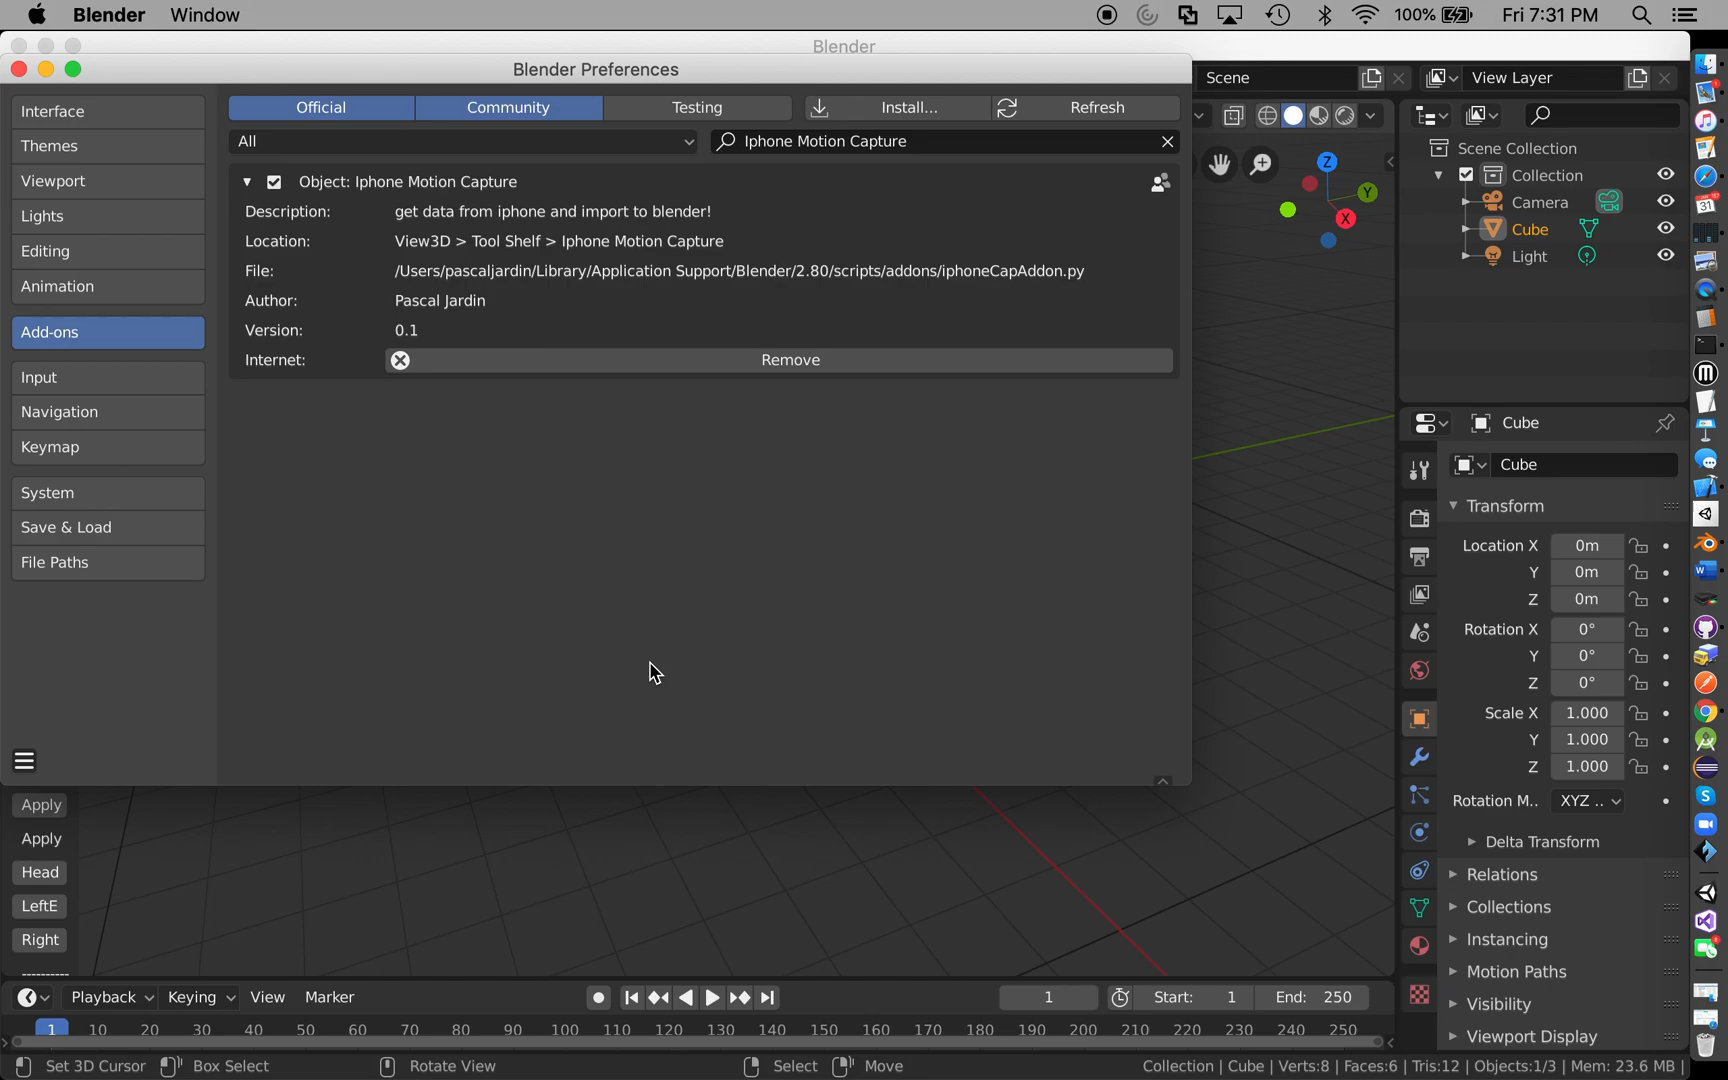 Blender Window 100% Fri 7:31 PM
Blender
Blender Preferences
Scene View Layer
Interface
Themes
Viewport
Lights
Editing
Animation
Add-ons
Input
Navigation
Keymap
System
Save & Load
File Paths
Official Community Testing Install... Refresh
All Iphone Motion Capture
Object: Iphone Motion Capture
Description: get data from iphone and import to blender!
Location: View3D > Tool Shelf > Iphone Motion Capture
File: /Users/pascaljardin/Library/Application Support/Blender/2.80/scripts/addons/iphoneCapAddon.py
Author: Pascal Jardin
Version: 0.1
Internet: Remove
Z
Y
X
Scene Collection
Collection
Camera
Cube
Light
Cube
Cube
Transform
Location X 0m
Y 0m
Z 0m
Rotation X 0°
Y 0°
Z 0°
Scale X 1.000
Y 1.000
Z 1.000
Rotation M.. XYZ ..
Delta Transform
Relations
Collections
Instancing
Motion Paths
Visibility
Viewport Display
Apply
Apply
Head
LeftE
Right
----------
Playback Keying View Marker 1 Start: 1 End: 250
1 10 20 30 40 50 60 70 80 90 100 110 120 130 140 150 160 170 180 190 200 210 220 230 240 250
Set 3D Cursor Box Select Rotate View Select Move Collection | Cube | Verts:8 | Faces:6 | Tris:12 | Objects:1/3 | Mem: 23.6 MB |